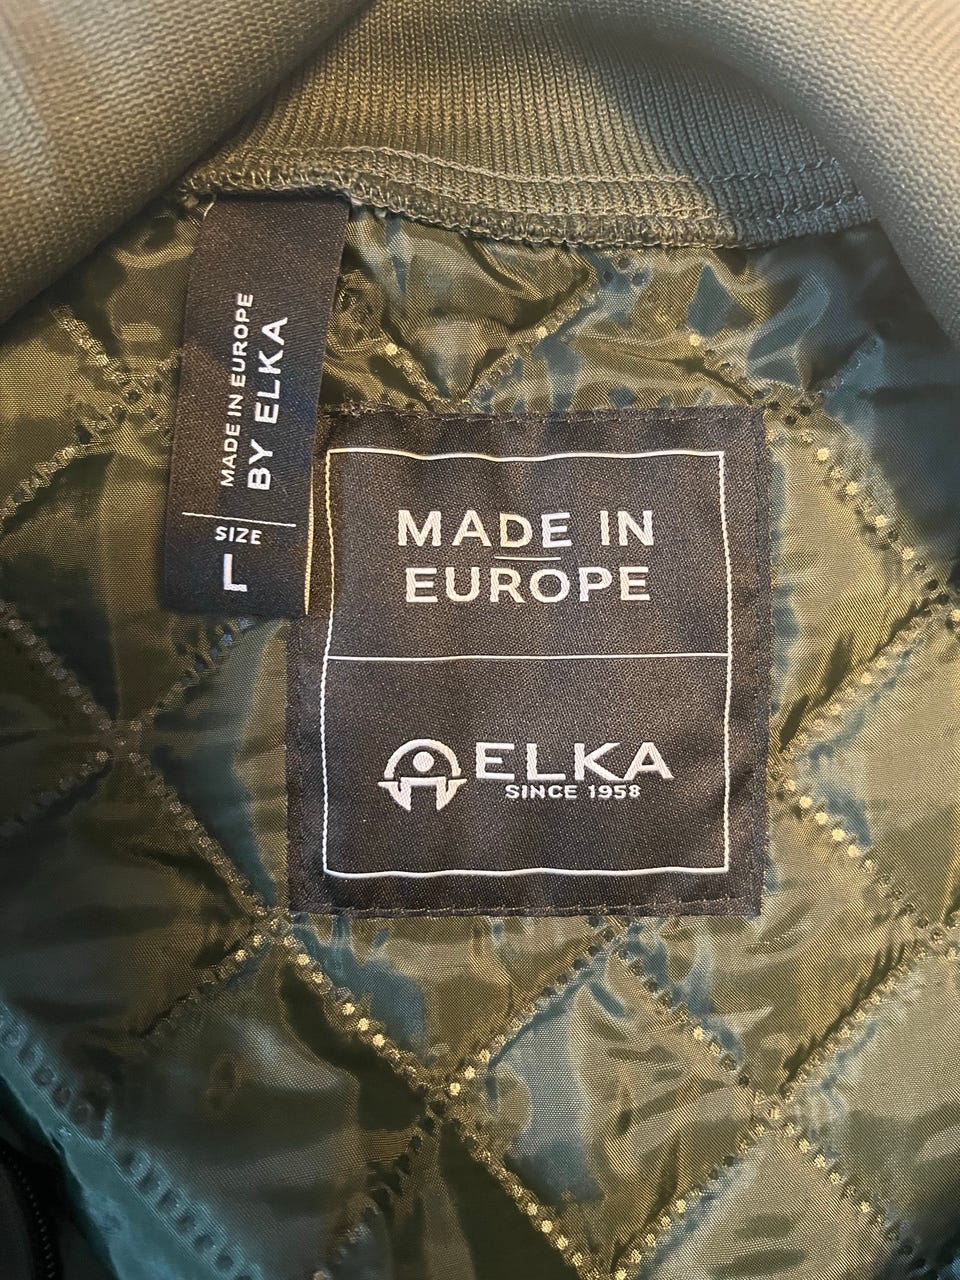 MADE IN EUROPE
BY ELKA
SIZE
L
MADE IN
EUROPE
ELKA
SINCE 1958